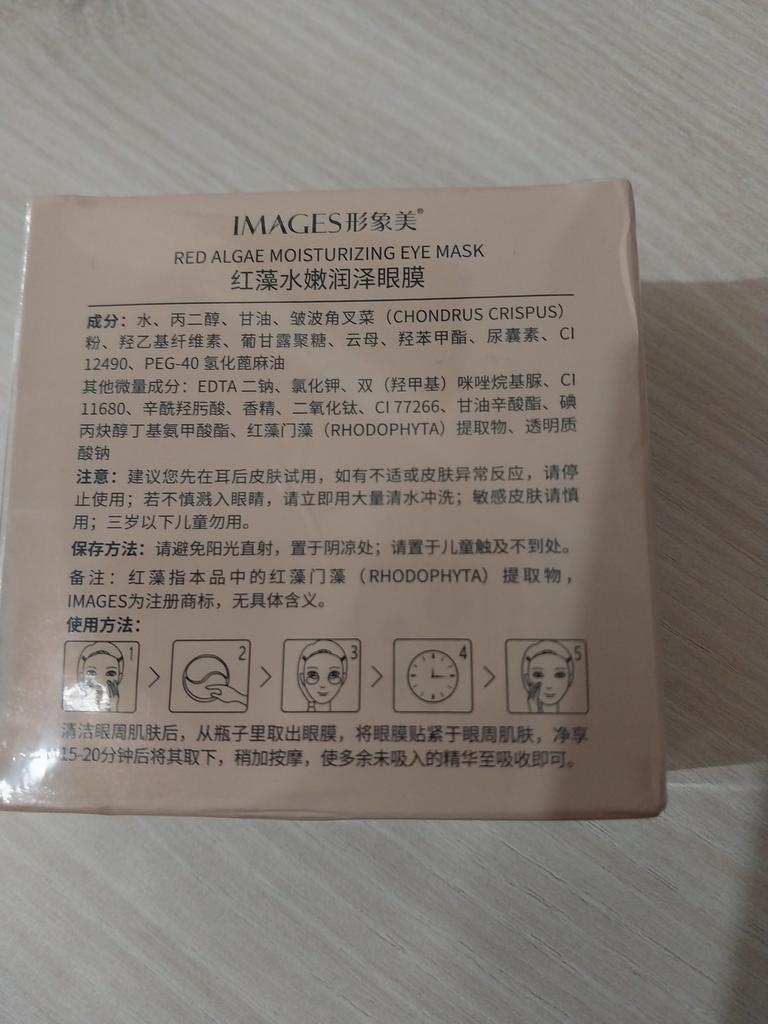 IMAGES形象美®
RED ALGAE MOISTURIZING EYE MASK
红藻水嫩润泽眼膜
成分：水、丙二醇、甘油、皱波角叉菜（CHONDRUS CRISPUS）
粉、羟乙基纤维素、葡甘露聚糖、云母、羟苯甲酯、尿囊素、CI
12490、PEG-40 氢化蓖麻油
其他微量成分：EDTA 二钠、氯化钾、双（羟甲基）咪唑烷基脲、CI
11680、辛酰羟肟酸、香精、二氧化钛、CI 77266、甘油辛酸酯、碘
丙炔醇丁基氨甲酸酯、红藻门藻（RHODOPHYTA）提取物、透明质
酸钠
注意：建议您先在耳后皮肤试用，如有不适或皮肤异常反应，请停
止使用；若不慎溅入眼睛，请立即用大量清水冲洗；敏感皮肤请慎
用；三岁以下儿童勿用。
保存方法：请避免阳光直射，置于阴凉处；请置于儿童触及不到处。
备注：红藻指本品中的红藻门藻（RHODOPHYTA）提取物，
IMAGES为注册商标，无具体含义。
使用方法：
1 > 2 > 3 > 4 > 5
清洁眼周肌肤后，从瓶子里取出眼膜，将眼膜贴紧于眼周肌肤，净享
15-20分钟后将其取下，稍加按摩，使多余未吸入的精华至吸收即可。